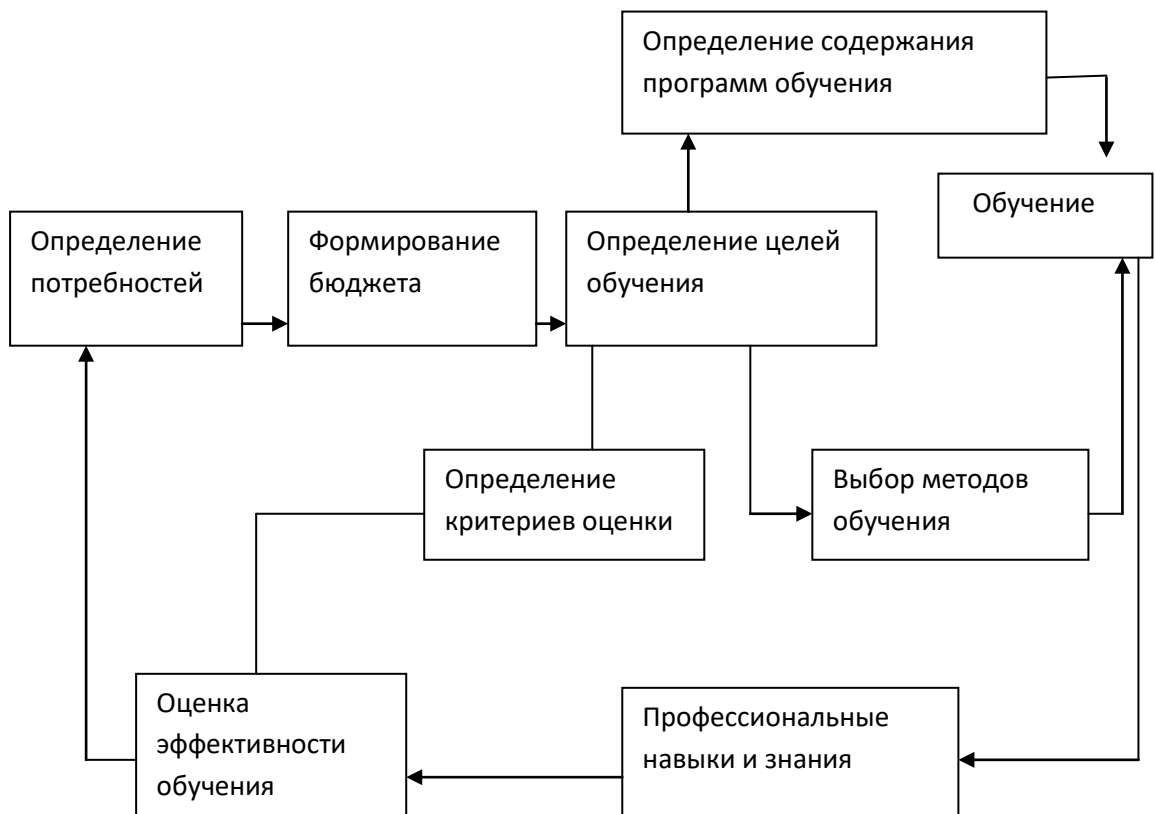 Определение содержания
программ обучения
Обучение
Определение
потребностей
Формирование
бюджета
Определение целей
обучения
Определение
критериев оценки
Выбор методов
обучения
Оценка
эффективности
обучения
Профессиональные
навыки и знания